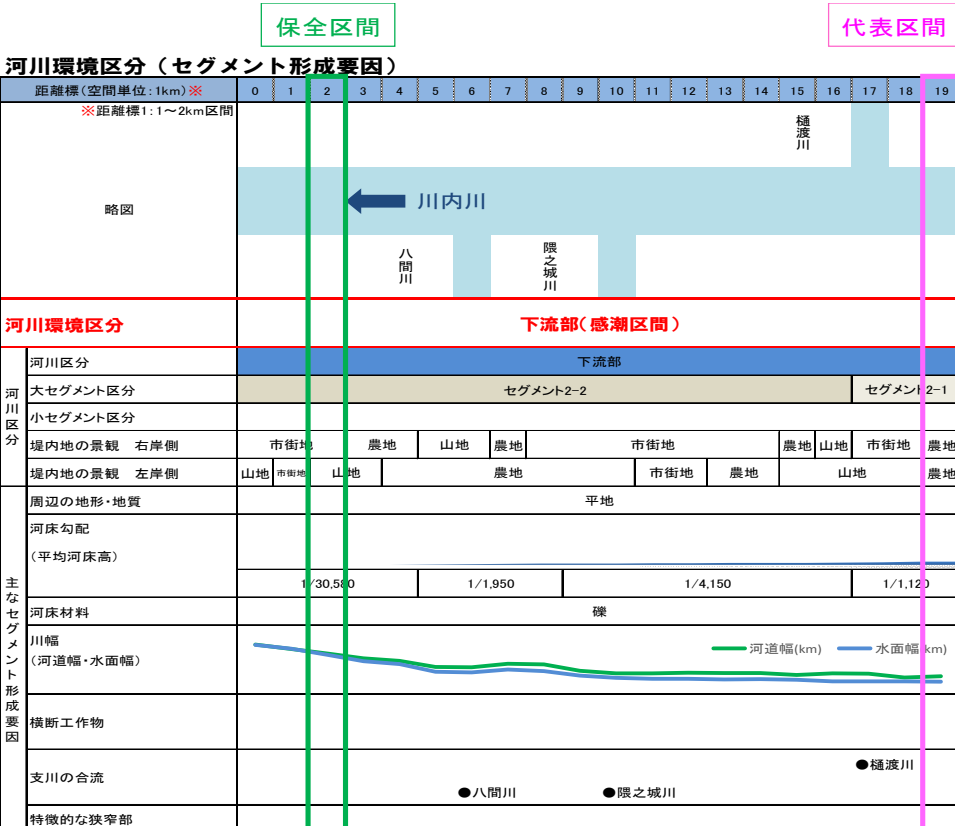 保全区間
代表区間
河川環境区分（セグメント形成要因）
距離標(空間単位:1km)※ 0 1 2 3 4 5 6 7 8 9 10 11 12 13 14 15 16 17 18 19
※距離標1:1～2km区間
樋渡川
略図
川内川
八間川
隈之城川
河川環境区分 下流部(感潮区間)
河川区分
河川区分 下流部
大セグメント区分 セグメント2-2 セグメント2-1
小セグメント区分
堤内地の景観 右岸側 市街地 農地 山地 農地 市街地 農地 山地 市街地 農地
堤内地の景観 左岸側 山地 市街地 山地 農地 市街地 農地 山地 農地
主なセグメント形成要因
周辺の地形・地質 平地
河床勾配
(平均河床高)
1/30,580 1/1,950 1/4,150 1/1,120
河床材料 礫
川幅
(河道幅・水面幅)
河道幅(km) 水面幅(km)
横断工作物
支川の合流
●樋渡川
●八間川 ●隈之城川
特徴的な狭窄部